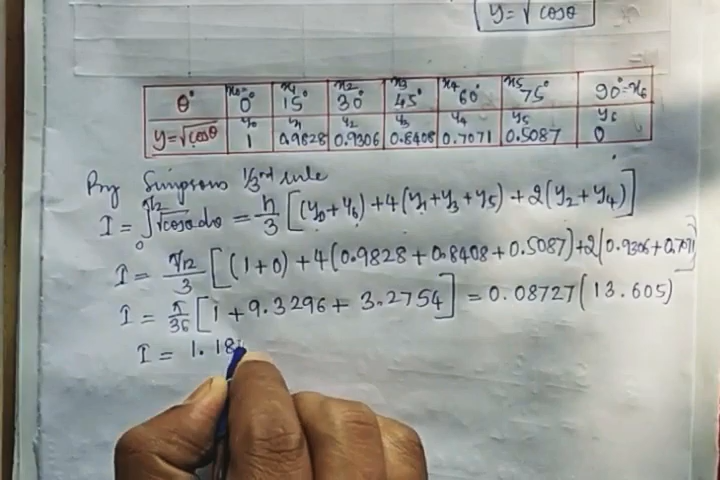 y = √cosθ
θ° x₀= 0° x₁ 15° x₂ 30° x₃ 45° x₄ 60° x₅ 75° 90°=x₆
y=√cosθ y₀ 1 y₁ 0.9828 y₂ 0.9306 y₃ 0.8408 y₄ 0.7071 y₅ 0.5087 y₆ 0
By Simpsons 1/3rd rule
I = ∫₀^π/2 √cosθ dθ = h/3 [(y₀+y₆)+4(y₁+y₃+y₅)+2(y₂+y₄)]
I = π/12/3 [(1+0)+4(0.9828+0.8408+0.5087)+2(0.9306+0.7071)]
I = π/36 [1+9.3296+3.2754] = 0.08727(13.605)
I = 1.18